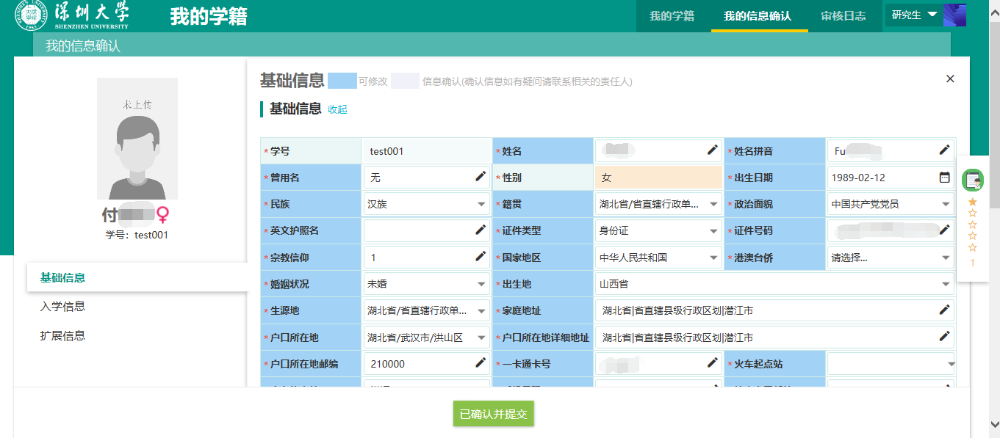 深圳大学
SHENZHEN UNIVERSITY
我的学籍
我的学籍 我的信息确认 审核日志 研究生
我的信息确认
未上传
付
学号：test001
基础信息
入学信息
扩展信息
基础信息 可修改 信息确认(确认信息如有疑问请联系相关的责任人)
基础信息 收起
*学号 test001 *姓名 *姓名拼音 Fu
*曾用名 无 *性别 女 *出生日期 1989-02-12
*民族 汉族 *籍贯 湖北省/省直辖行政单... *政治面貌 中国共产党党员
*英文护照名 *证件类型 身份证 *证件号码
*宗教信仰 1 *国家地区 中华人民共和国 *港澳台侨 请选择...
*婚姻状况 未婚 *出生地 山西省
*生源地 湖北省/省直辖行政单... *家庭地址 湖北省|省直辖县级行政区划|潜江市
*户口所在地 湖北省/武汉市/洪山区 *户口所在地详细地址 湖北省|省直辖县级行政区划|潜江市
*户口所在地邮编 210000 *一卡通卡号 *火车起点站
1
已确认并提交